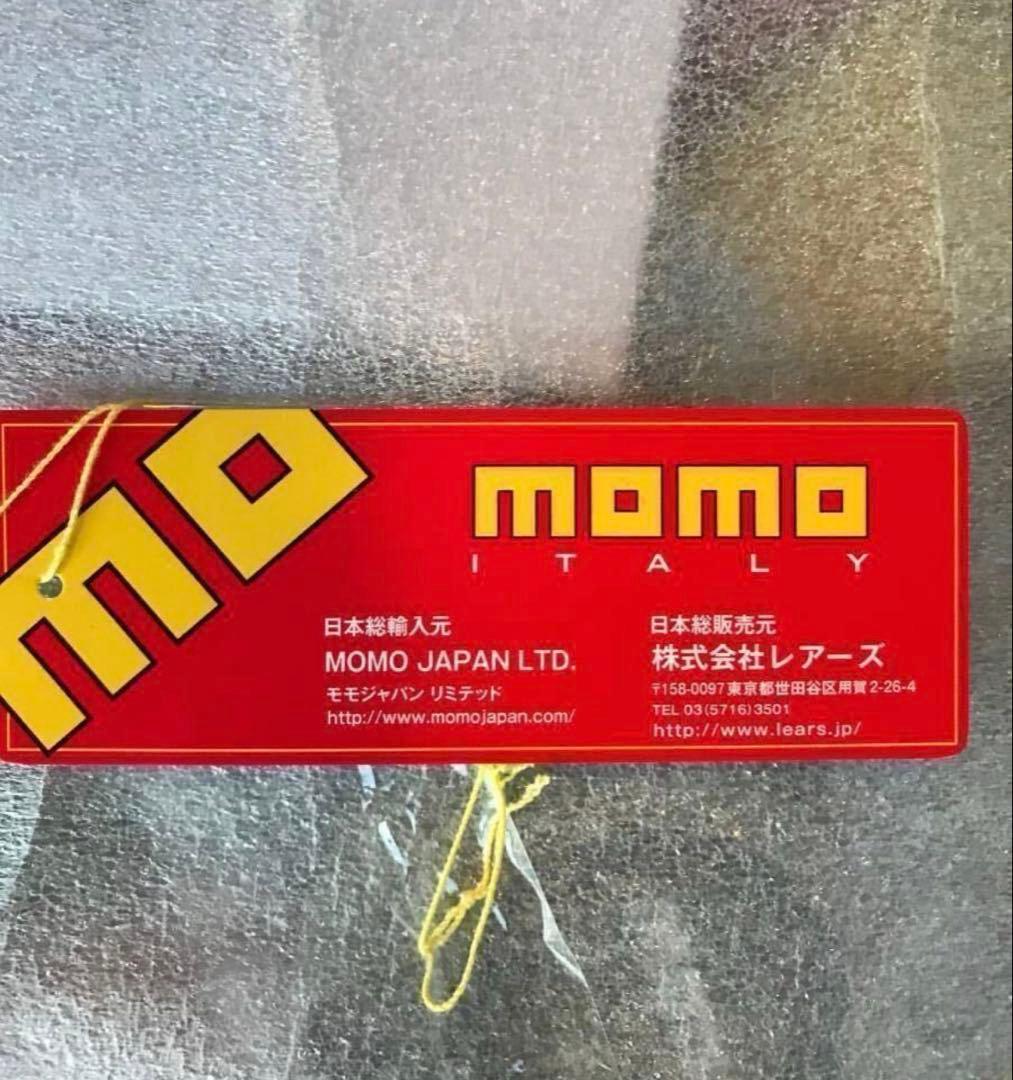 mo
momo
ITALY
日本総輸入元
MOMO JAPAN LTD.
モモジャパン リミテッド
http://www.momojapan.com/
日本総販売元
株式会社レアーズ
〒158-0097 東京都世田谷区用賀2-26-4
TEL 03(5716)3501
http://www.lears.jp/